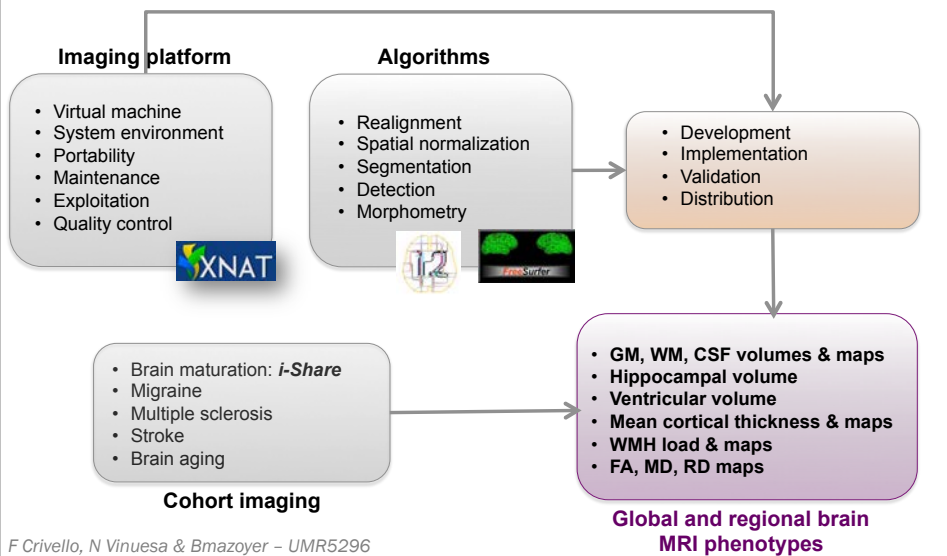 Imaging platform
• Virtual machine
• System environment
• Portability
• Maintenance
• Exploitation
• Quality control
XNAT
Algorithms
• Realignment
• Spatial normalization
• Segmentation
• Detection
• Morphometry
FreeSurfer
• Development
• Implementation
• Validation
• Distribution
• Brain maturation: i-Share
• Migraine
• Multiple sclerosis
• Stroke
• Brain aging
Cohort imaging
• GM, WM, CSF volumes & maps
• Hippocampal volume
• Ventricular volume
• Mean cortical thickness & maps
• WMH load & maps
• FA, MD, RD maps
Global and regional brain
MRI phenotypes
F Crivello, N Vinuesa & Bmazoyer – UMR5296